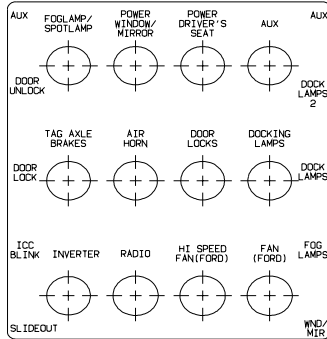 AUX
FOGLAMP/
SPOTLAMP
POWER
WINDOW/
MIRROR
POWER
DRIVER'S
SEAT
AUX
AUX
DOOR
UNLOCK
DOCK
LAMPS
2
TAG AXLE
BRAKES
AIR
HORN
DOOR
LOCKS
DOCKING
LAMPS
DOOR
LOCK
DOCK
LAMPS
ICC
BLINK
INVERTER
RADIO
HI SPEED
FAN(FORD)
FAN
(FORD)
FOG
LAMPS
SLIDEOUT
WND/
MIR